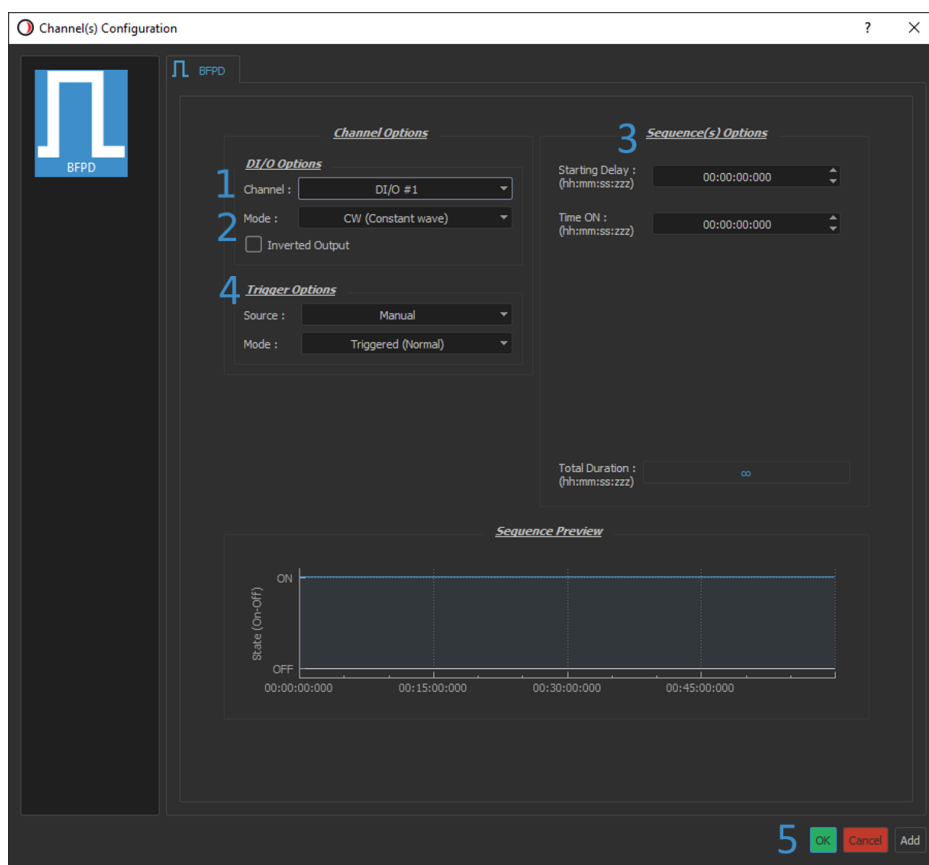 Channel(s) Configuration
?
BFPD
BFPD
Channel Options
DI/O Options
1
Channel :
DI/O #1
2
Mode :
CW (Constant wave)
Inverted Output
4
Trigger Options
Source :
Manual
Mode :
Triggered (Normal)
3
Sequence(s) Options
Starting Delay :
(hh:mm:ss:zzz)
00:00:00:000
Time ON :
(hh:mm:ss:zzz)
00:00:00:000
Total Duration :
(hh:mm:ss:zzz)
∞
Sequence Preview
State (On-Off)
ON
OFF
00:00:00:000
00:15:00:000
00:30:00:000
00:45:00:000
5
OK
Cancel
Add